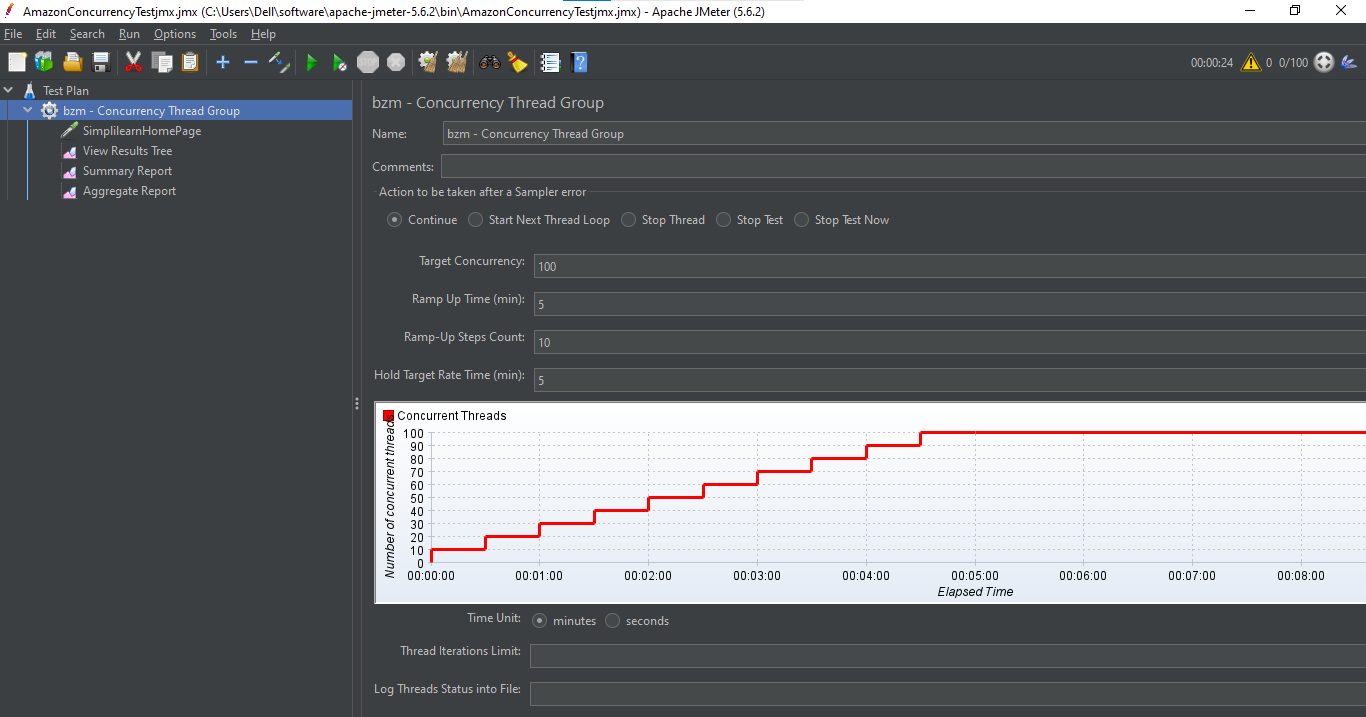 AmazonConcurrencyTestjmx.jmx (C:\Users\Dell\software\apache-jmeter-5.6.2\bin\AmazonConcurrencyTestjmx.jmx) - Apache JMeter (5.6.2)
File Edit Search Run Options Tools Help
STOP 00:00:24 0 0/100
Test Plan
bzm - Concurrency Thread Group
SimplilearnHomePage
View Results Tree
Summary Report
Aggregate Report
bzm - Concurrency Thread Group
Name: bzm - Concurrency Thread Group
Comments:
Action to be taken after a Sampler error
Continue Start Next Thread Loop Stop Thread Stop Test Stop Test Now
Target Concurrency: 100
Ramp Up Time (min): 5
Ramp-Up Steps Count: 10
Hold Target Rate Time (min): 5
Concurrent Threads
Number of concurrent threads
100
90
80
70
60
50
40
30
20
10
0
00:00:00 00:01:00 00:02:00 00:03:00 00:04:00 00:05:00 00:06:00 00:07:00 00:08:00
Elapsed Time
Time Unit: minutes seconds
Thread Iterations Limit:
Log Threads Status into File: